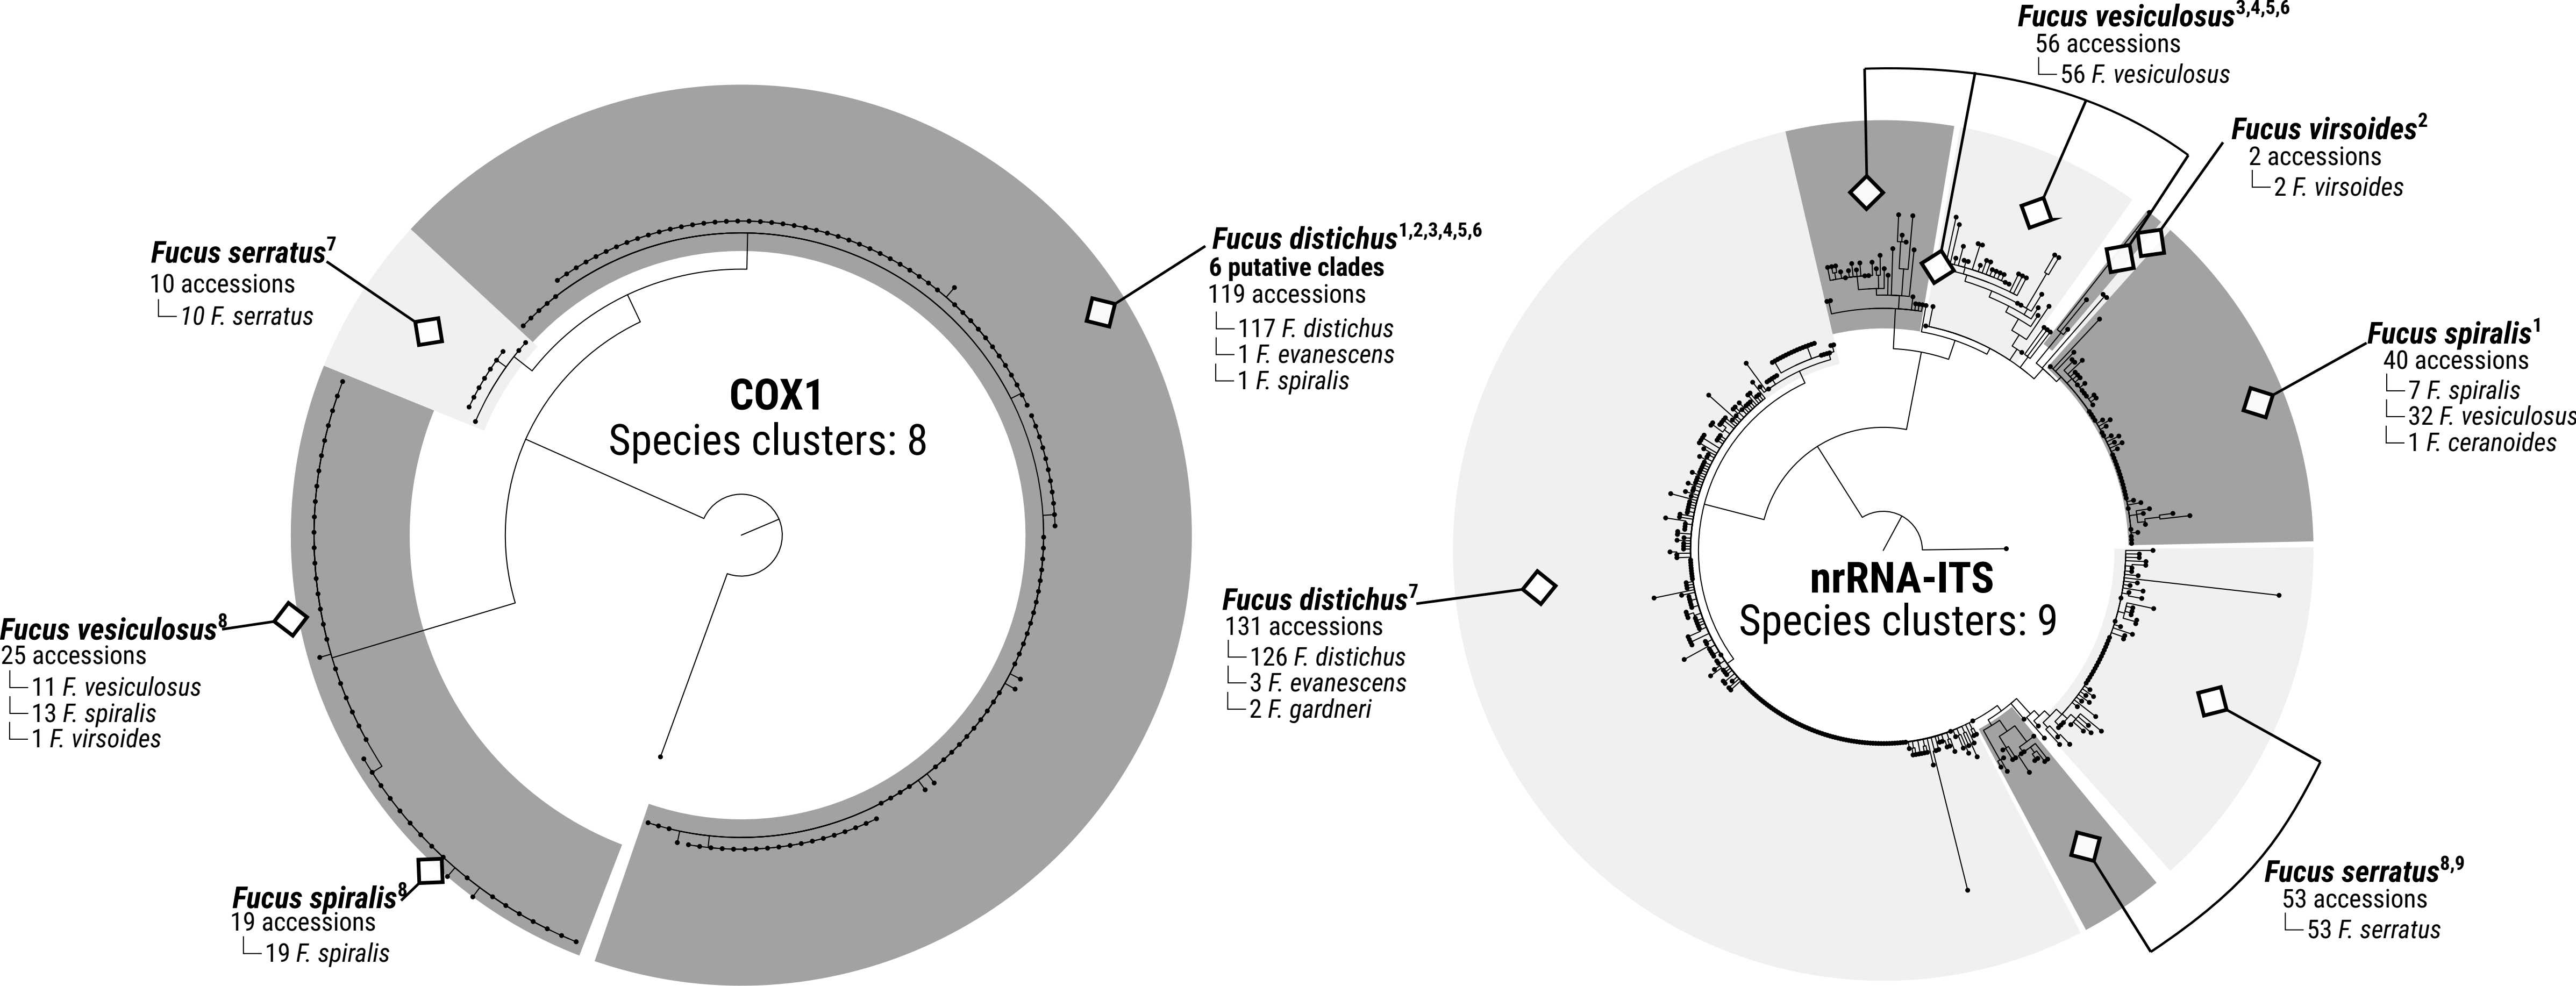 Fucus serratus7
10 accessions
10 F. serratus
COX1
Species clusters: 8
Fucus distichus1,2,3,4,5,6
6 putative clades
119 accessions
117 F. distichus
1 F. evanescens
1 F. spiralis
Fucus vesiculosus8
25 accessions
11 F. vesiculosus
13 F. spiralis
1 F. virsoides
Fucus spiralis8
19 accessions
19 F. spiralis
Fucus vesiculosus3,4,5,6
56 accessions
56 F. vesiculosus
Fucus virsoides2
2 accessions
2 F. virsoides
Fucus spiralis1
40 accessions
7 F. spiralis
32 F. vesiculosus
1 F. ceranoides
nrRNA-ITS
Species clusters: 9
Fucus distichus7
131 accessions
126 F. distichus
3 F. evanescens
2 F. gardneri
Fucus serratus8,9
53 accessions
53 F. serratus